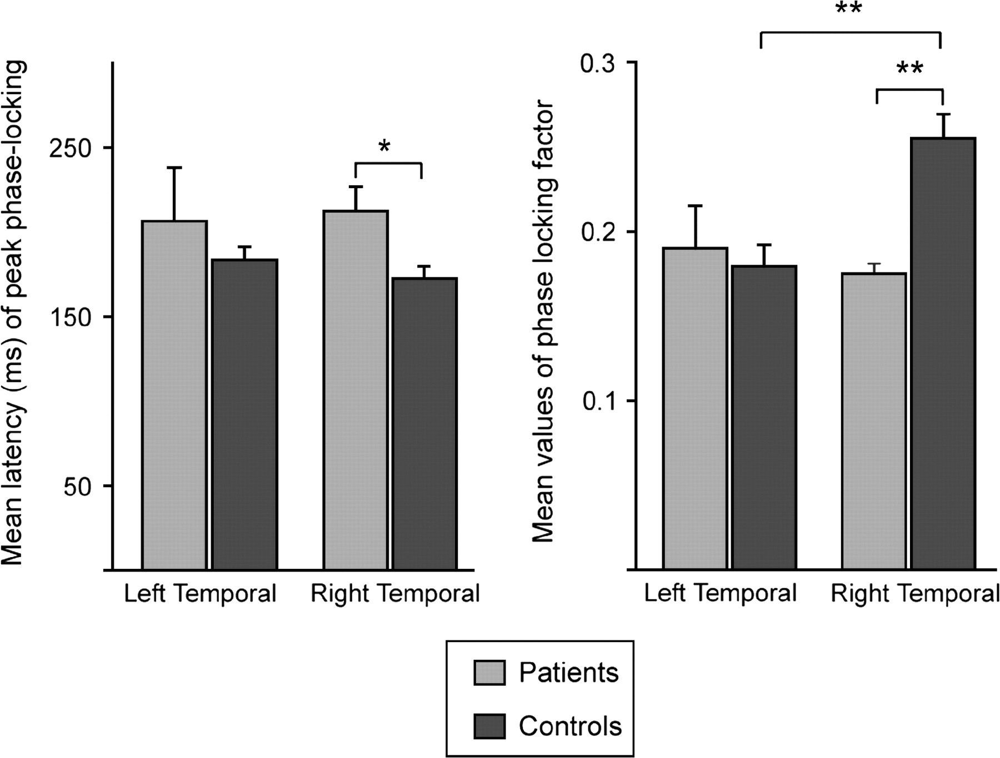 Mean latency (ms) of peak phase-locking
250
150
50
*
Left Temporal
Right Temporal
Mean values of phase locking factor
0.3
0.2
0.1
**
**
Left Temporal
Right Temporal
Patients
Controls